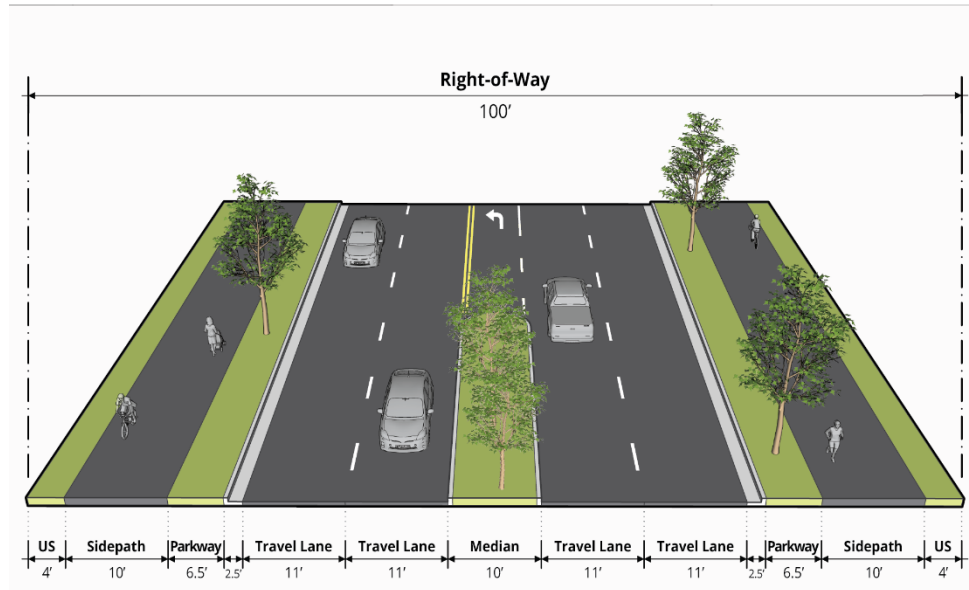 Right-of-Way
100’
US Sidepath Parkway Travel Lane Travel Lane Median Travel Lane Travel Lane Parkway Sidepath US
4’ 10’ 6.5’ 2.5’ 11’ 11’ 10’ 11’ 11’ 2.5’ 6.5’ 10’ 4’